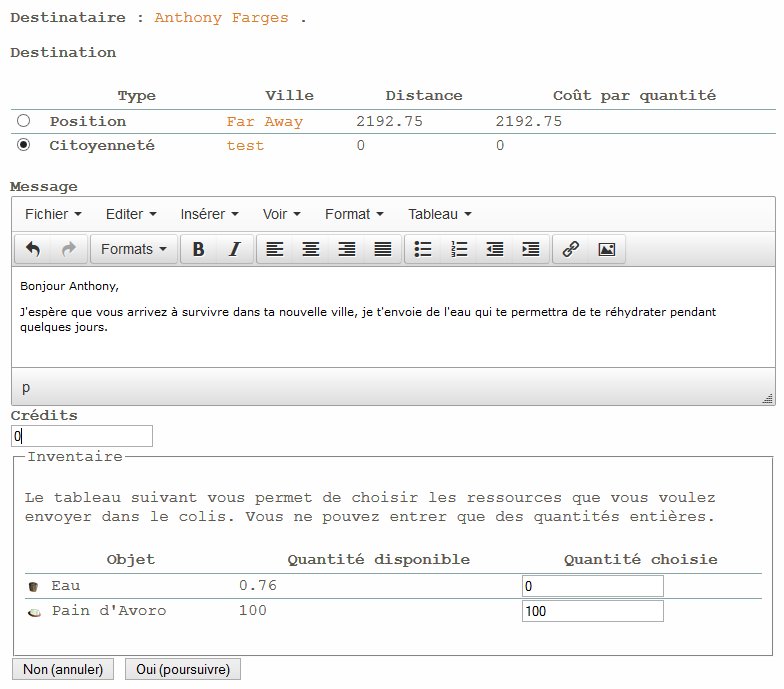 Destinataire : Anthony Farges .
Destination
Type Ville Distance Coût par quantité
Position Far Away 2192.75 2192.75
Citoyenneté test 0 0
Message
Fichier Editer Insérer Voir Format Tableau
Formats B I
Bonjour Anthony,
J'espère que vous arrivez à survivre dans ta nouvelle ville, je t'envoie de l'eau qui te permettra de te réhydrater pendant
quelques jours.
p
Crédits
0
Inventaire
Le tableau suivant vous permet de choisir les ressources que vous voulez
envoyer dans le colis. Vous ne pouvez entrer que des quantités entières.
Objet Quantité disponible Quantité choisie
Eau 0.76 0
Pain d'Avoro 100 100
Non (annuler) Oui (poursuivre)